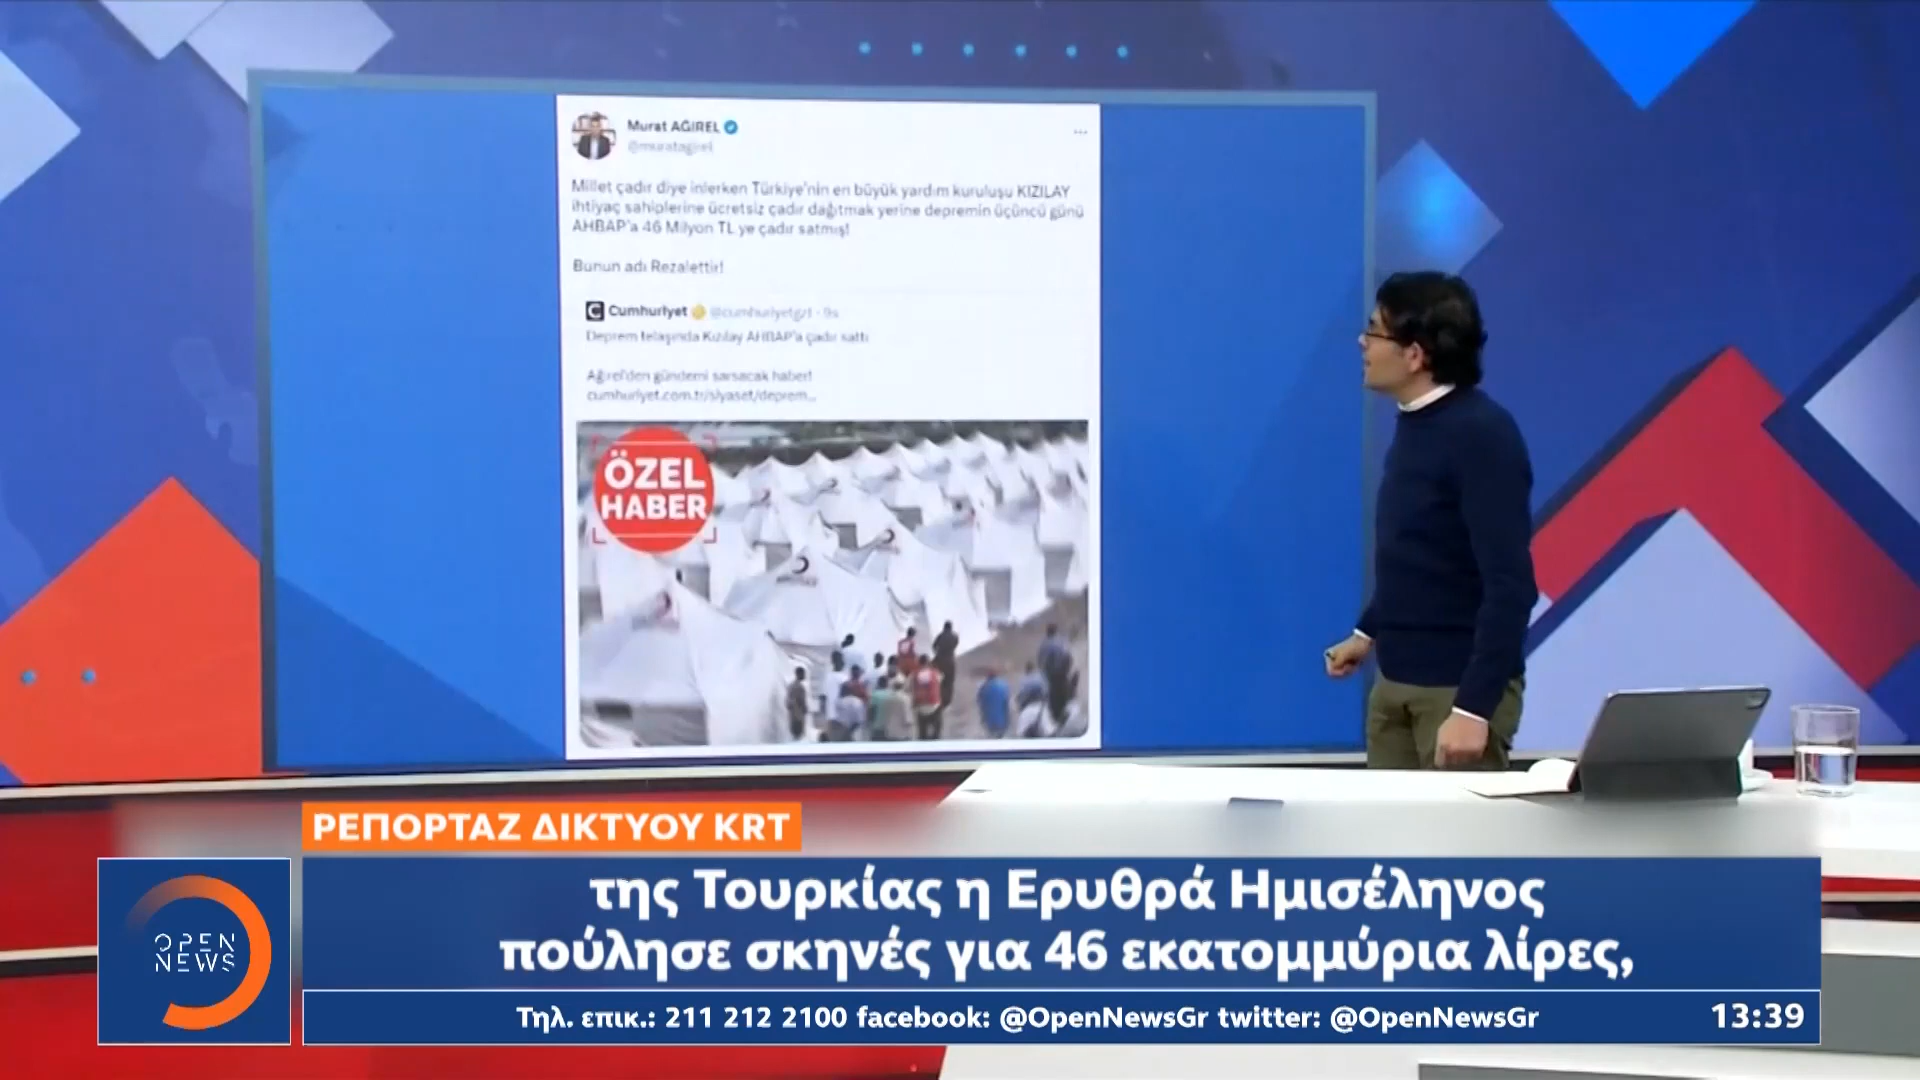 Murat AĞIREL
@muratagirel
Millet çadır diye inlerken Türkiye'nin en büyük yardım kuruluşu KIZILAY
ihtiyaç sahiplerine ücretsiz çadır dağıtmak yerine depremin üçüncü günü
AHBAP'a 46 Milyon TL ye çadır satmış!
Bunun adı Rezalettir!
Cumhuriyet @cumhuriyetgzt · 9s
Deprem telaşında Kızılay AHBAP'a çadır sattı
Ağırel'den gündemi sarsacak haber!
cumhuriyet.com.tr/siyaset/deprem...
ÖZEL
HABER
ΡΕΠΟΡΤΑΖ ΔΙΚΤΥΟΥ KRT
της Τουρκίας η Ερυθρά Ημισέληνος
πούλησε σκηνές για 46 εκατομμύρια λίρες,
OPEN
NEWS
Τηλ. επικ.: 211 212 2100 facebook: @OpenNewsGr twitter: @OpenNewsGr
13:39